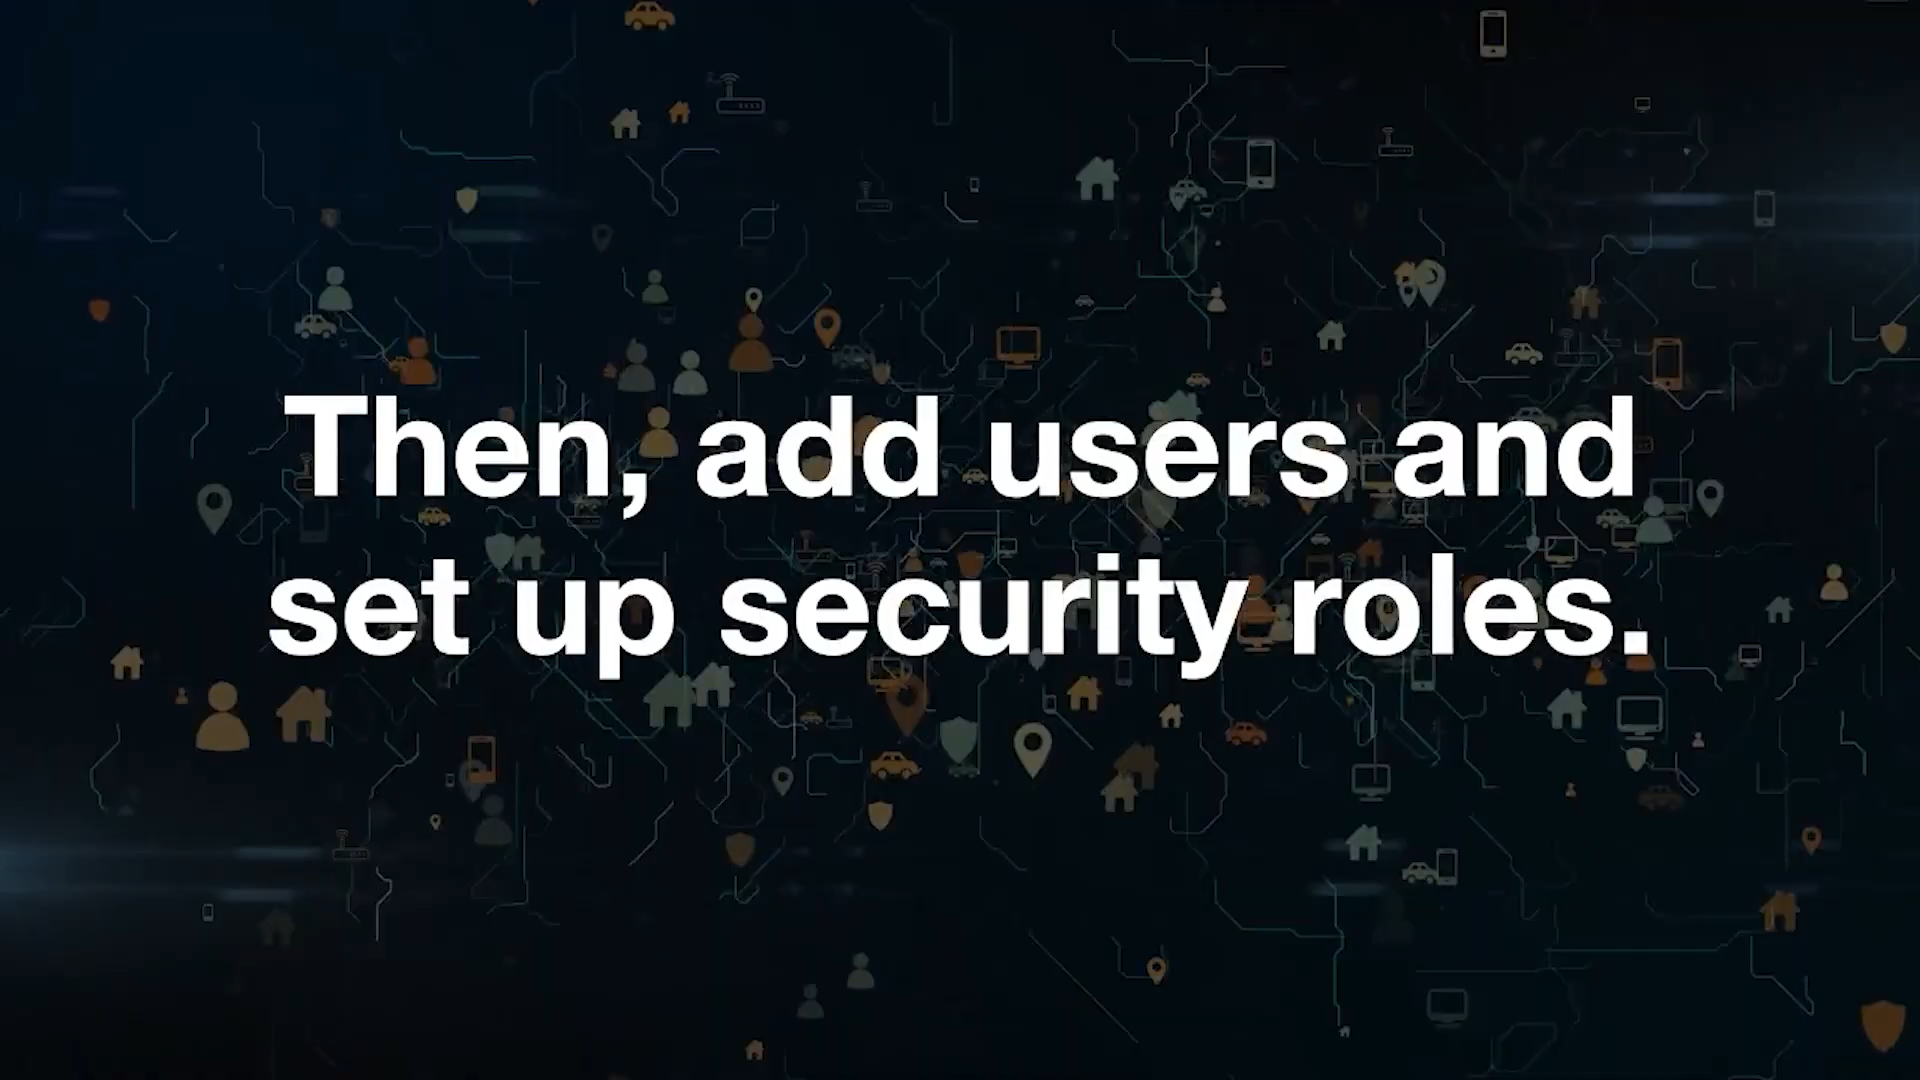 Then, add users and
set up security roles.